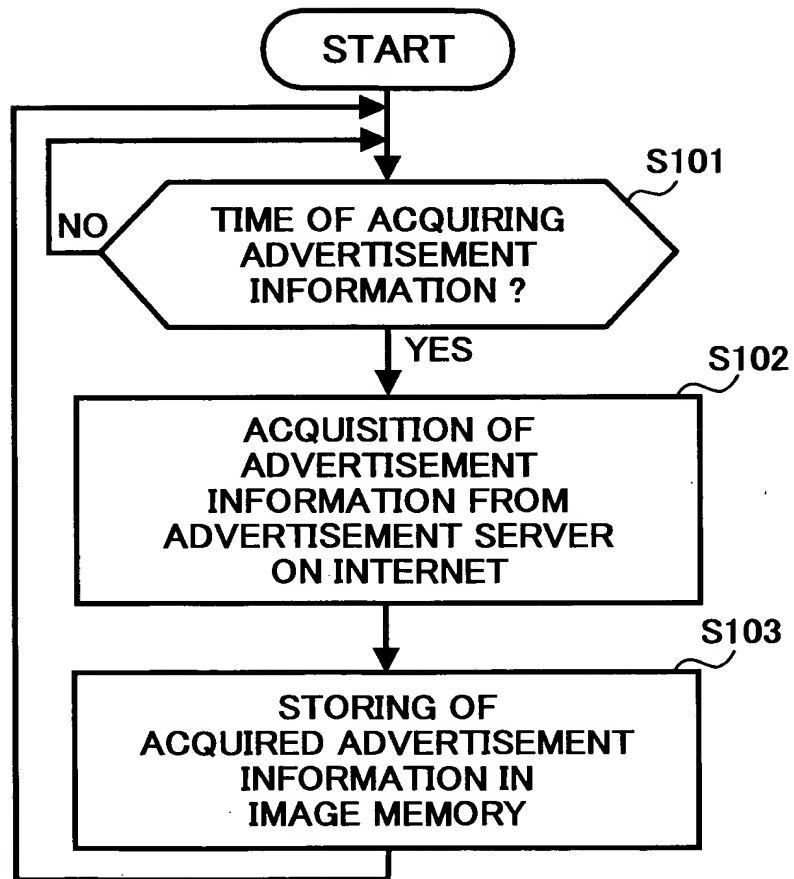 START
S101
TIME OF ACQUIRING
ADVERTISEMENT
INFORMATION ?
NO
YES
S102
ACQUISITION OF
ADVERTISEMENT
INFORMATION FROM
ADVERTISEMENT SERVER
ON INTERNET
S103
STORING OF
ACQUIRED ADVERTISEMENT
INFORMATION IN
IMAGE MEMORY